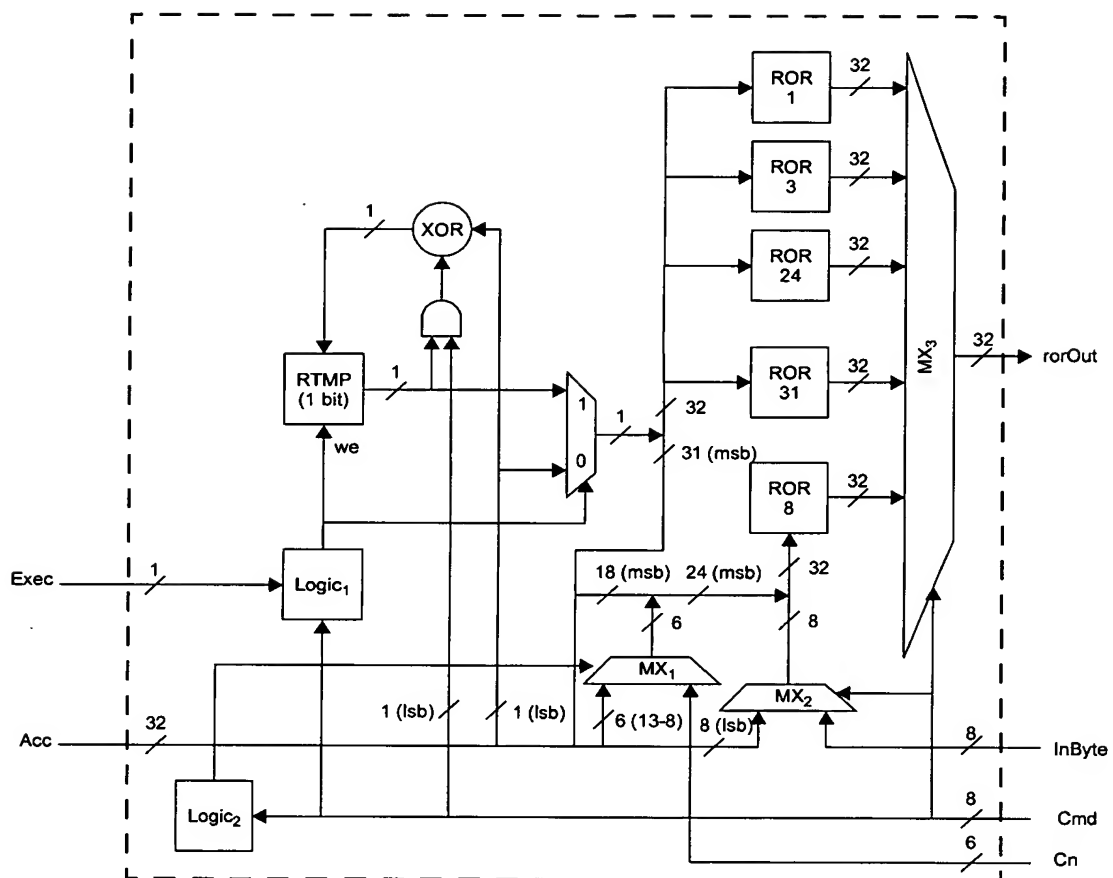 ROR
1
32
ROR
3
32
ROR
24
32
ROR
31
32
ROR
8
32
MX3
32
rorOut
1
XOR
RTMP
(1 bit)
1
we
1
0
1
32
31 (msb)
32
Exec
1
Logic1
18 (msb)
24 (msb)
6
8
MX1
MX2
1 (lsb)
1 (lsb)
6 (13–8)
8 (lsb)
Acc
32
8
InByte
Logic2
8
Cmd
6
Cn